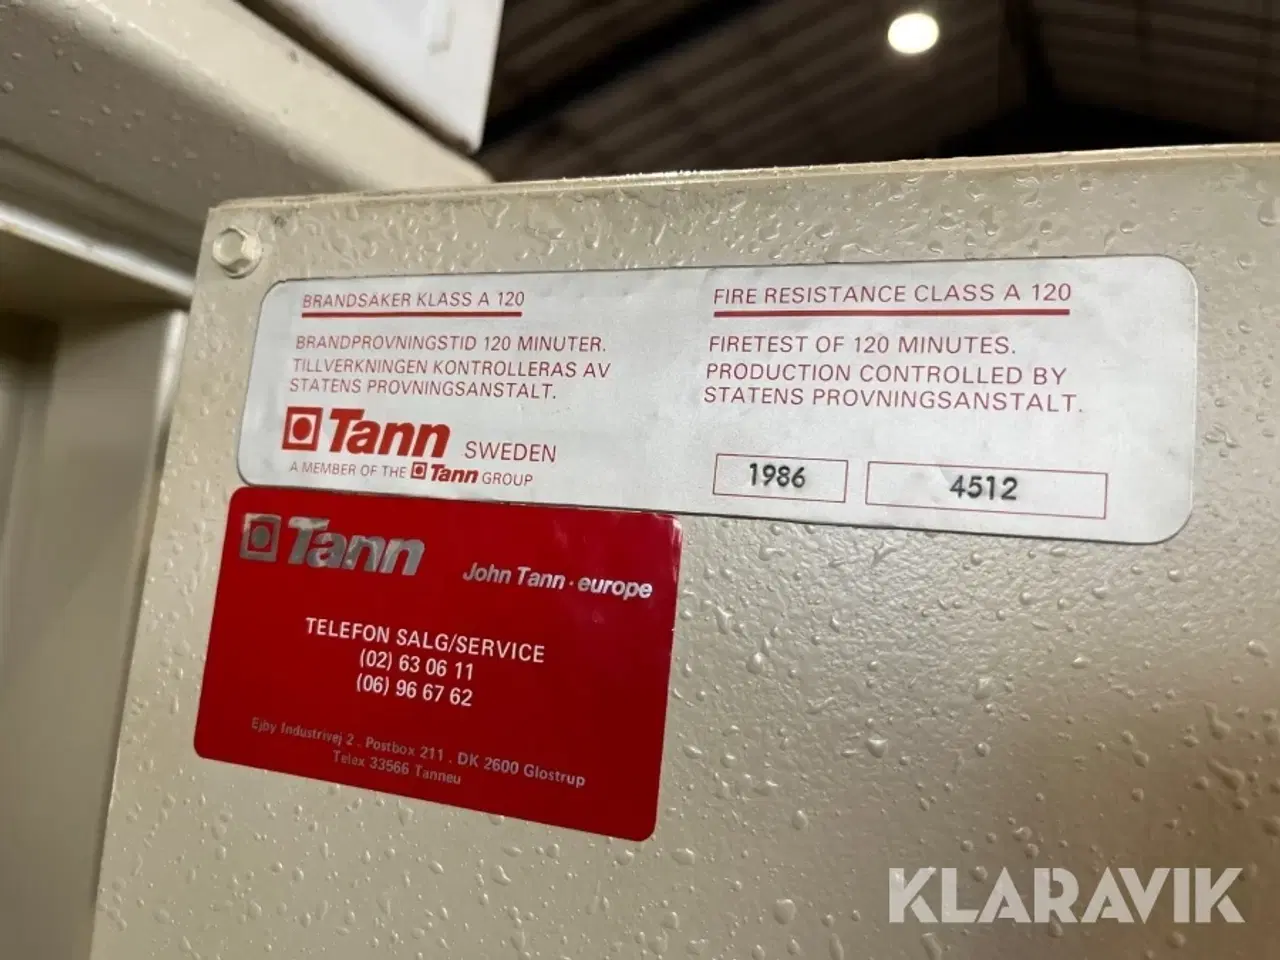 BRANDSÄKER KLASS A 120
BRANDPROVNINGSTID 120 MINUTER.
TILLVERKNINGEN KONTROLLERAS AV
STATENS PROVNINGSANSTALT.
Tann SWEDEN
A MEMBER OF THE Tann GROUP
FIRE RESISTANCE CLASS A 120
FIRETEST OF 120 MINUTES.
PRODUCTION CONTROLLED BY
STATENS PROVNINGSANSTALT.
1986 4512
Tann John Tann · europe
TELEFON SALG/SERVICE
(02) 63 06 11
(06) 96 67 62
Ejby Industrivej 2 . Postbox 211 . DK 2600 Glostrup
Telex 33566 Tanneu
KLARAVIK